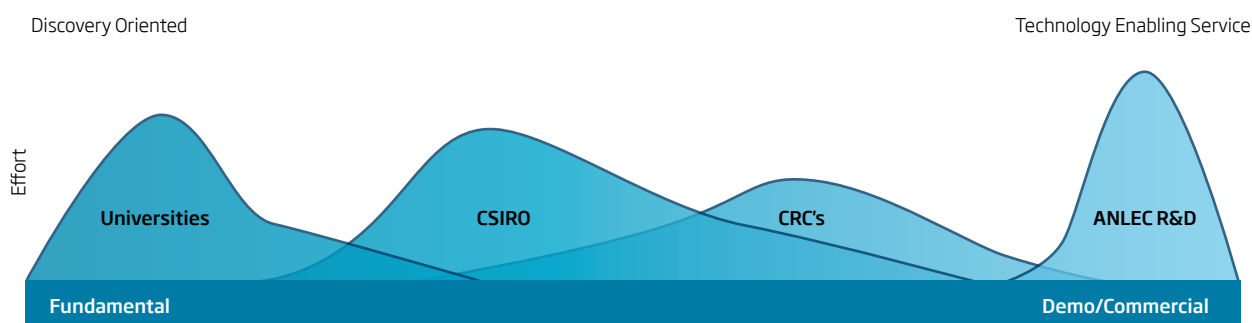 Discovery Oriented
Technology Enabling Service
Effort
Universities
CSIRO
CRC's
ANLEC R&D
Fundamental
Demo/Commercial